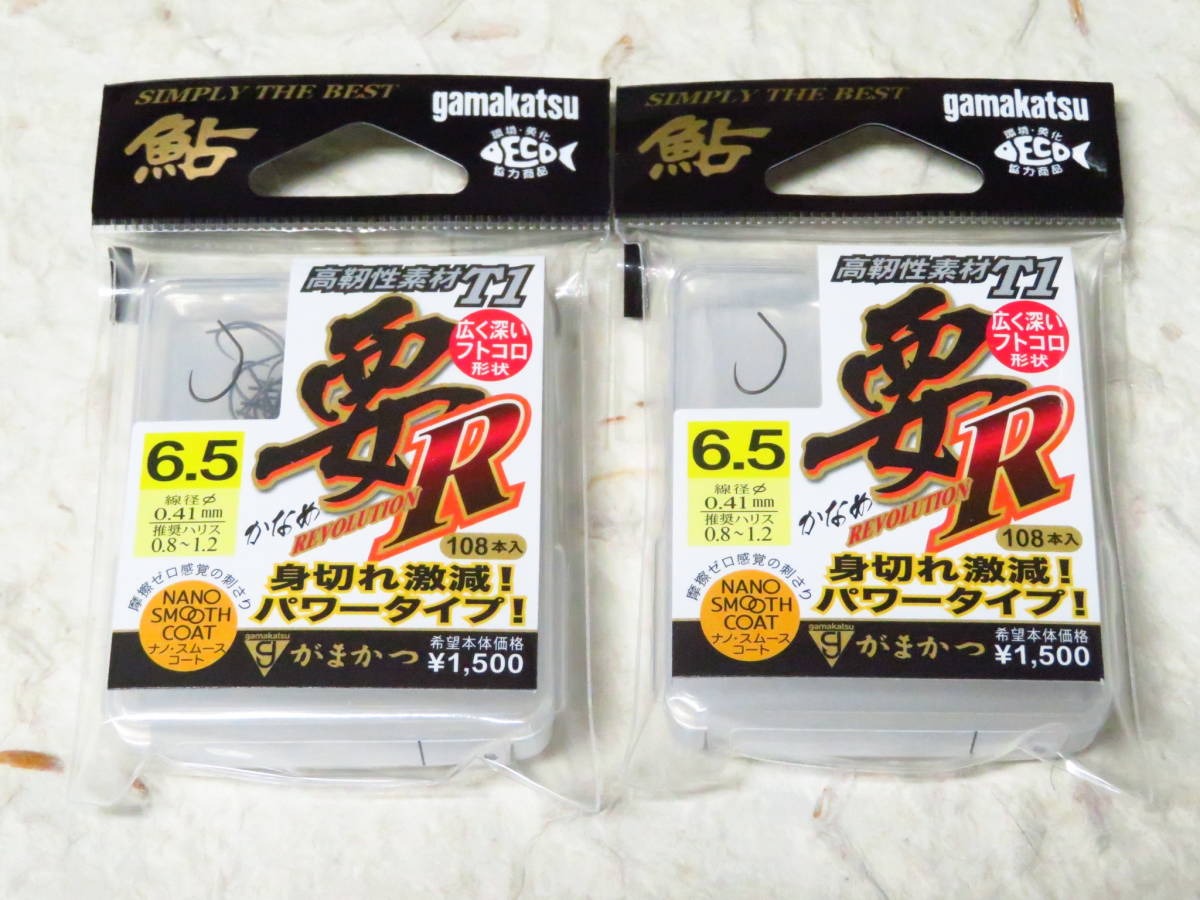 SIMPLY THE BEST
gamakatsu
鮎
環境・美化
ECO
協力商品
高靭性素材T1
広く深い
フトコロ
形状
要R
かなめ
REVOLUTION
6.5
線径φ
0.41mm
推奨ハリス
0.8~1.2
108本入
身切れ激減!
パワータイプ!
摩擦ゼロ感覚の刺さり
NANO
SMOOTH
COAT
ナノ・スムース
コート
gamakatsu
がまかつ
希望本体価格
¥1,500
SIMPLY THE BEST
gamakatsu
鮎
環境・美化
ECO
協力商品
高靭性素材T1
広く深い
フトコロ
形状
要R
かなめ
REVOLUTION
6.5
線径φ
0.41mm
推奨ハリス
0.8~1.2
108本入
身切れ激減!
パワータイプ!
摩擦ゼロ感覚の刺さり
NANO
SMOOTH
COAT
ナノ・スムース
コート
gamakatsu
がまかつ
希望本体価格
¥1,500